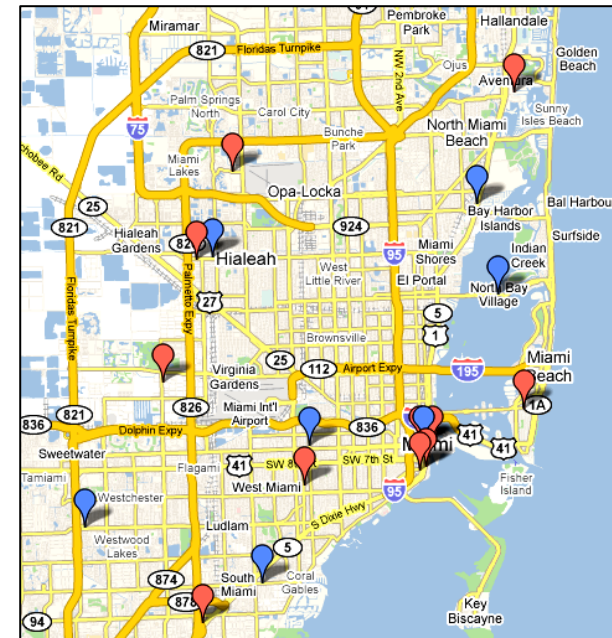 Miramar
Pembroke
Park
Hallandale
821
Floridas Turnpike
NW 2nd Ave
Ojus
Golden
Beach
Aventura
Palm Springs
North
Carol City
Sunny
Isles Beach
75
Bunche
Park
North Miami
Beach
Miami
Lakes
Opa-Locka
25
821
924
Bay Harbor
Islands
Bal Harbour
Hialeah
Gardens
Hialeah
95
Miami
Shores
Surfside
Indian
Creek
West
Little River
El Portal
North Bay
Village
Floridas Turnpike
Palmetto Expy
27
5
1
Brownsville
Virginia
Gardens
25
112
Airport Expy
195
Miami
Beach
1A
836
821
826
Miami Int'l
Airport
836
Dolphin Expy
Sweetwater
Miami
41
41
Tamiami
Flagami
41
SW 7th St
West Miami
95
Fisher
Island
Westchester
Westwood
Lakes
Ludlam
S Dixie Hwy
5
874
South
Miami
Coral
Gables
878
94
Key
Biscayne